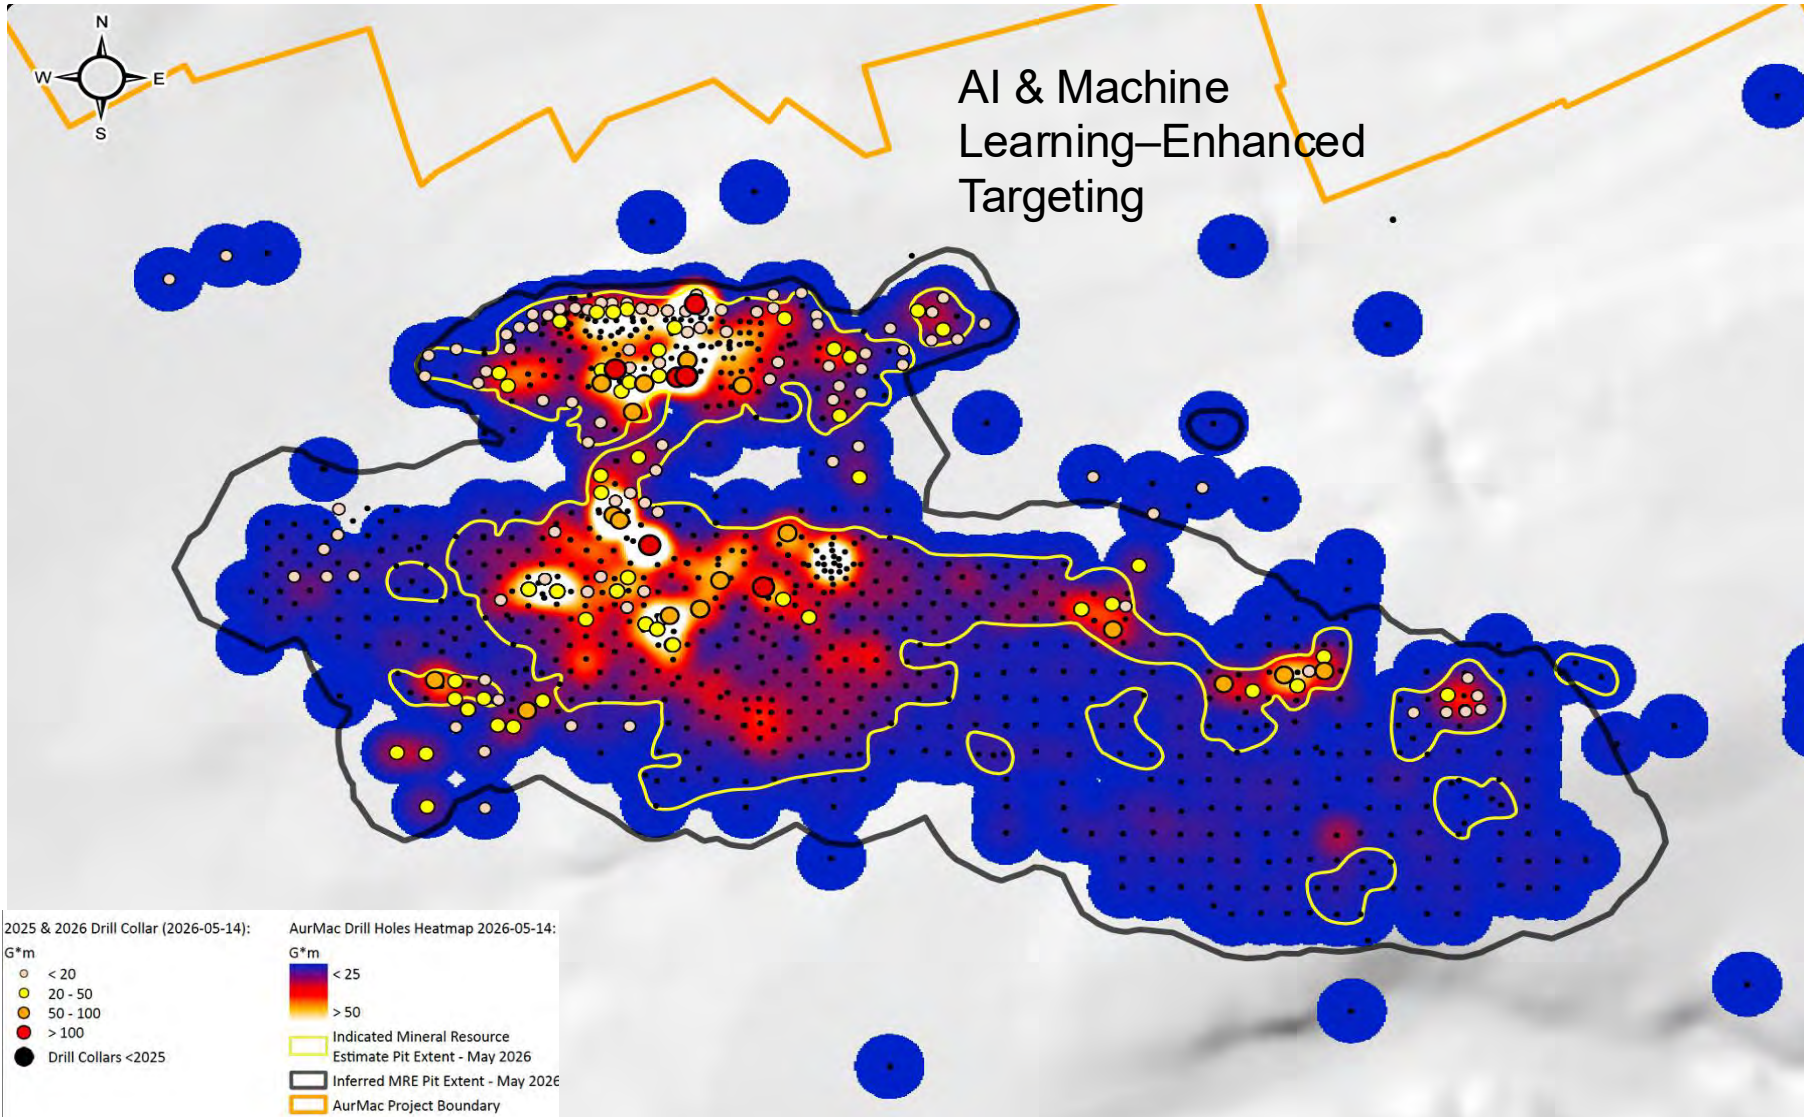 N
W
E
S
AI & Machine
Learning–Enhanced
Targeting
2025 & 2026 Drill Collar (2026-05-14):
G*m
< 20
20 - 50
50 - 100
> 100
Drill Collars <2025
AurMac Drill Holes Heatmap 2026-05-14:
G*m
< 25
> 50
Indicated Mineral Resource
Estimate Pit Extent - May 2026
Inferred MRE Pit Extent - May 2026
AurMac Project Boundary